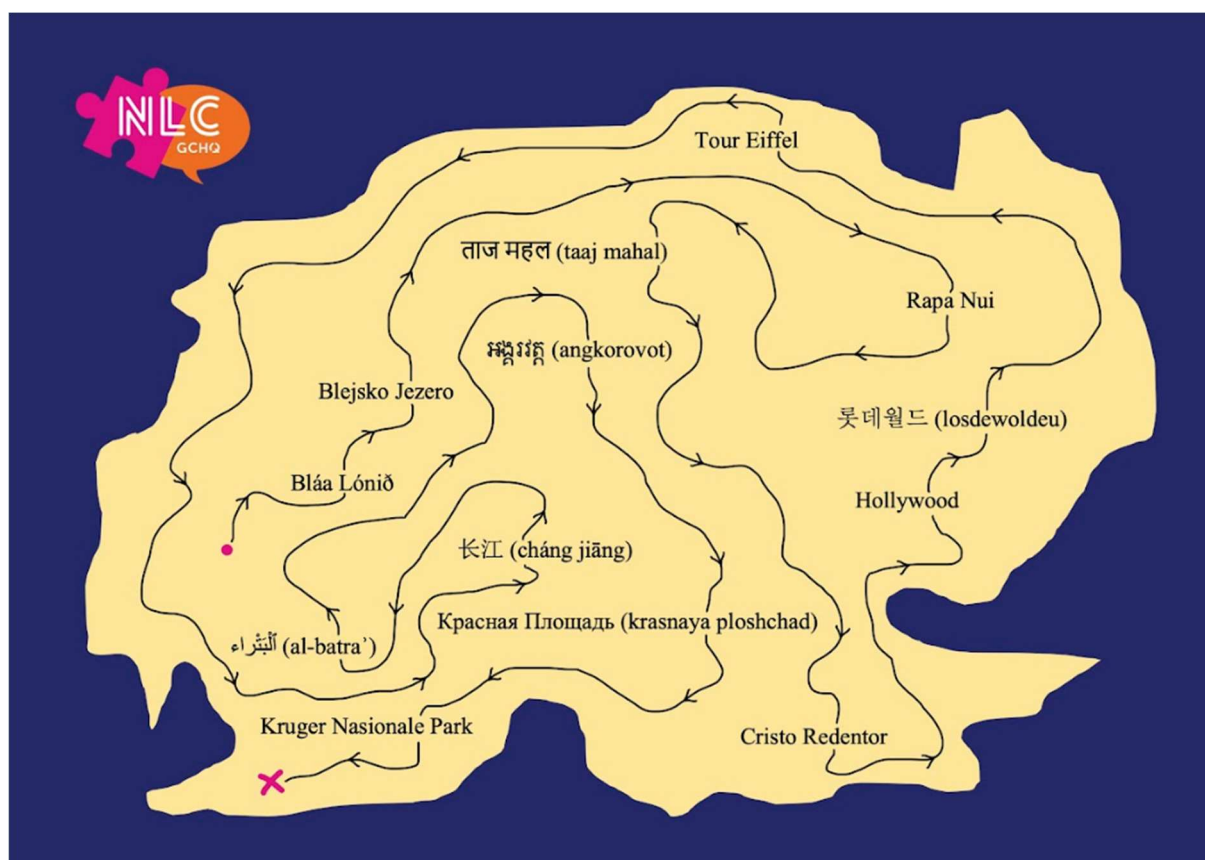 NLC
GCHQ
Tour Eiffel
ताज महल (taaj mahal)
Rapa Nui
អង្គរវត្ត (angkorovot)
Blejsko Jezero
롯데월드 (losdewoldeu)
Bláa Lónið
Hollywood
长江 (cháng jiāng)
Красная Площадь (krasnaya ploshchad)
ٱلْبَتْراء (al-batra’)
Kruger Nasionale Park
Cristo Redentor